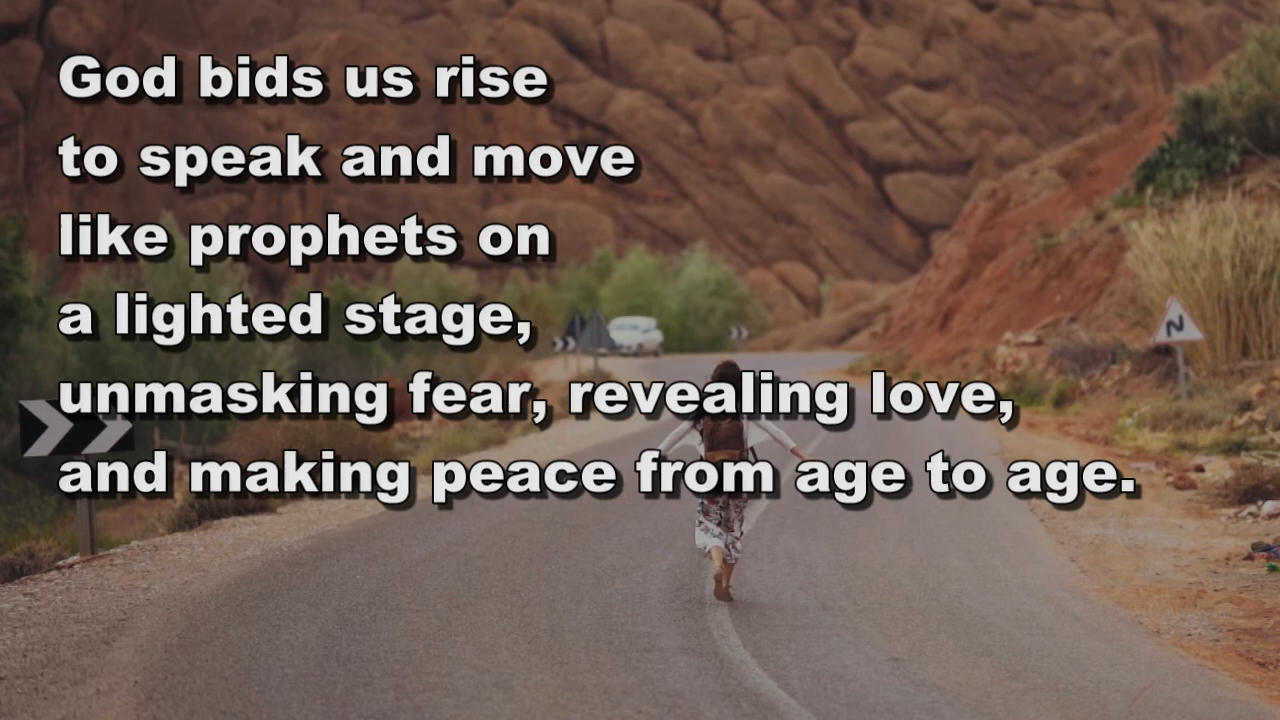 God bids us rise
to speak and move
like prophets on
a lighted stage,
unmasking fear, revealing love,
and making peace from age to age.